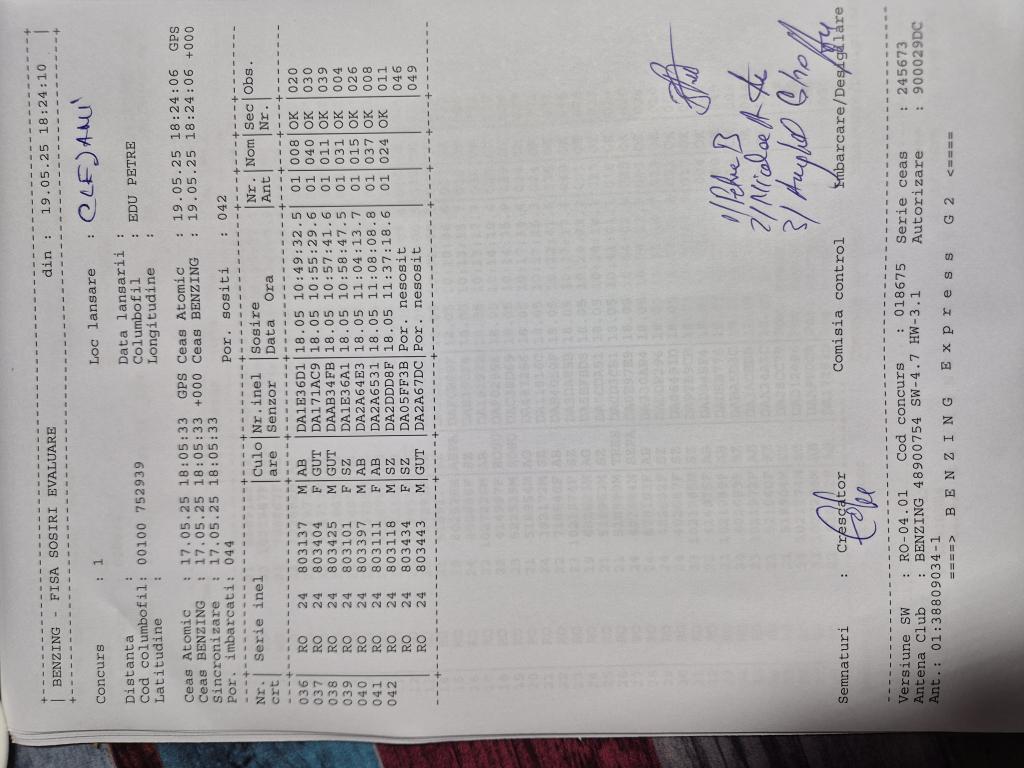 +-----------------------------------------------------------------------+
| BENZING - FISA SOSIRI EVALUARE din : 19.05.25 18:24:10 |
+-----------------------------------------------------------------------+
Concurs : 1 Loc lansare : CLEJANI
Distanta : Data lansarii :
Cod columbofil: 00100 752939 Columbofil : EDU PETRE
Latitudine : Longitudine :
Ceas Atomic : 17.05.25 18:05:33 GPS Ceas Atomic : 19.05.25 18:24:06 GPS
Ceas BENZING : 17.05.25 18:05:33 +000 Ceas BENZING : 19.05.25 18:24:06 +000
Sincronizare : 17.05.25 18:05:33
Por. imbarcati: 044 Por. sositi : 042
Nr.| Serie inel |Culo|Nr.inel |Sosire |Nr.|Nom|Sec|Obs.
crt| |are |Senzor |Data Ora |Ant| |Nr.|
036 RO 24 803137 M AB DA1E36D1 18.05 10:49:32.5 01 008 OK 020
037 RO 24 803404 F GUT DA171AC9 18.05 10:55:29.6 01 040 OK 030
038 RO 24 803425 M GUT DAAB34FB 18.05 10:57:41.6 01 011 OK 039
039 RO 24 803101 F SZ DA1E36A1 18.05 10:58:47.5 01 031 OK 004
040 RO 24 803397 M AB DA2A64E3 18.05 11:04:13.7 01 015 OK 026
041 RO 24 803111 F AB DA2A6531 18.05 11:08:08.8 01 037 OK 008
042 RO 24 803118 M SZ DA2DDD8F 18.05 11:37:18.6 01 024 OK 011
RO 24 803434 F SZ DA05FF3B Por. nesosit 046
RO 24 803443 M GUT DA2A67DC Por. nesosit 049
1/ Petre B
2/ Nicolae
3/ Anghel
Semnaturi : Crescator Comisia control Imbarcare/Desigilare
Versiune SW : RO-04.01 Cod concurs : 018675 Serie ceas : 245673
Antena Club : BENZING 48900754 SW-4.7 HW-3.1 Autorizare : 900029DC
Ant.: 01:38809034-1
====> B E N Z I N G E x p r e s s G 2 <====